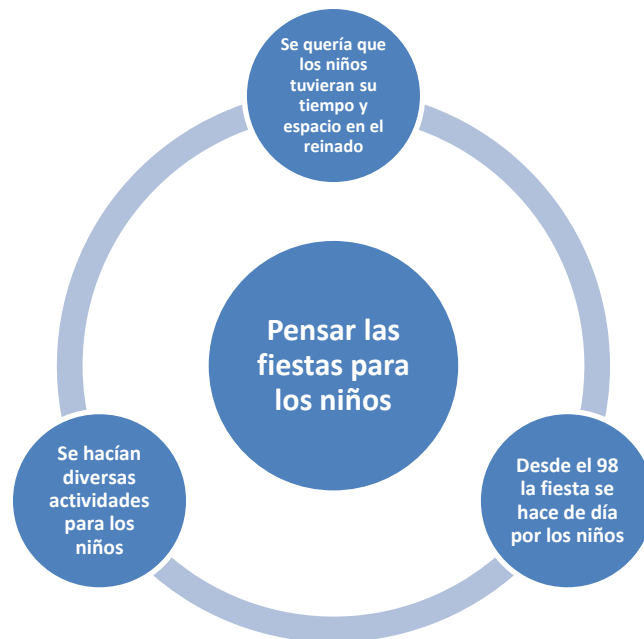 Se quería que
los niños
tuvieran su
tiempo y
espacio en el
reinado
Pensar las
fiestas para
los niños
Desde el 98
la fiesta se
hace de día
por los niños
Se hacían
diversas
actividades
para los
niños